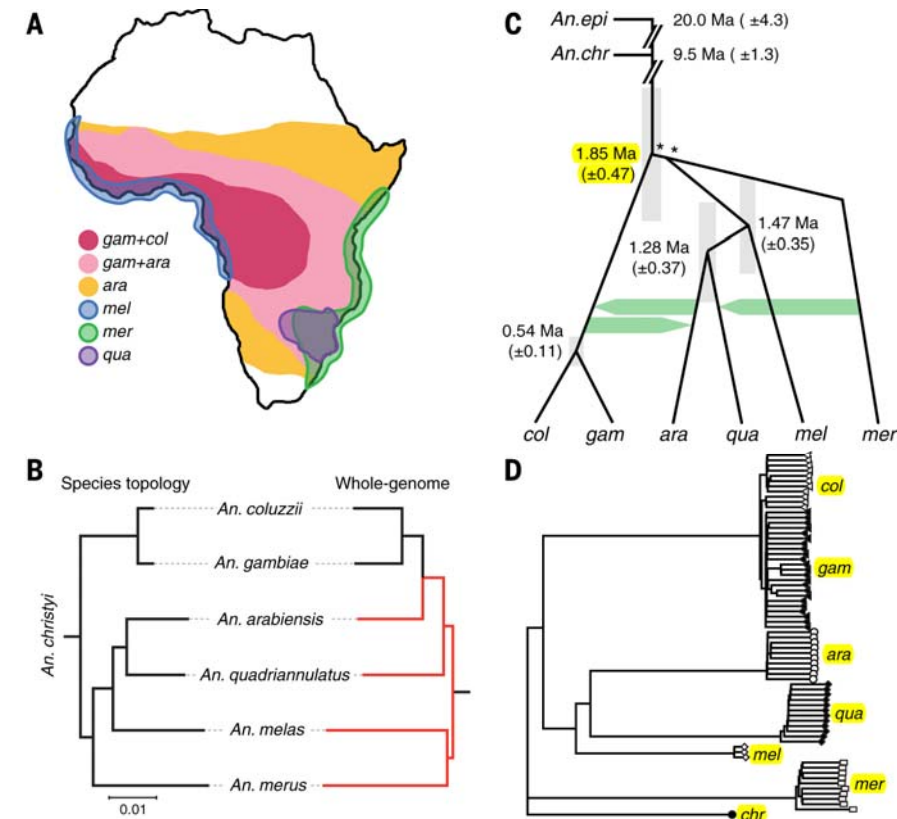 A
gam+col
gam+ara
ara
mel
mer
qua
C
An.epi
20.0 Ma ( ±4.3)
An.chr
9.5 Ma ( ±1.3)
* *
1.85 Ma
(±0.47)
1.47 Ma
(±0.35)
1.28 Ma
(±0.37)
0.54 Ma
(±0.11)
col gam ara qua mel mer
B
Species topology Whole-genome
An. christyi
An. coluzzii
An. gambiae
An. arabiensis
An. quadriannulatus
An. melas
An. merus
0.01
D
col
gam
ara
qua
mel
mer
chr